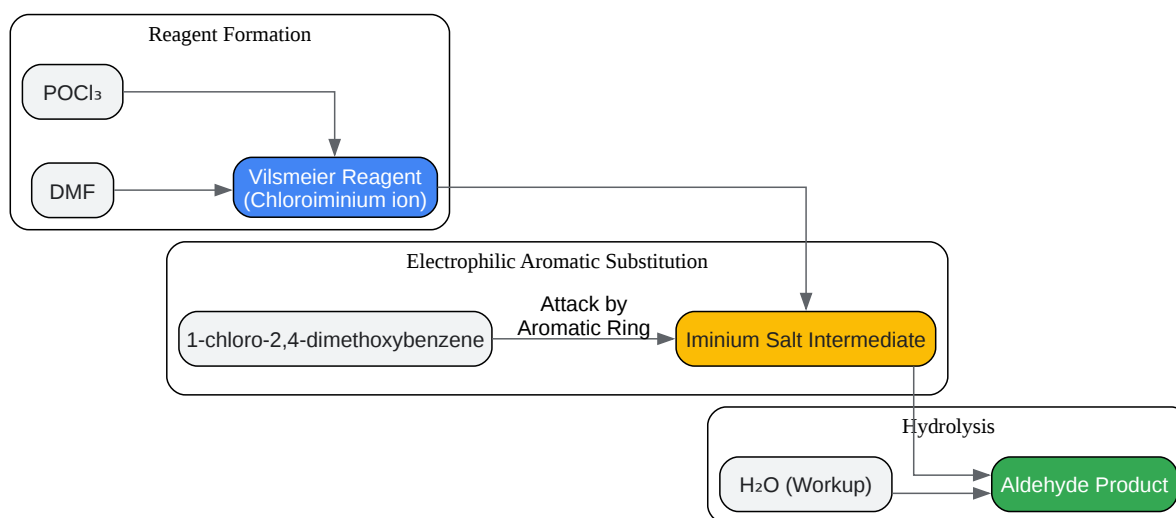 Reagent Formation
POCl₃
DMF
Vilsmeier Reagent
(Chloroiminium ion)
Electrophilic Aromatic Substitution
1-chloro-2,4-dimethoxybenzene
Attack by
Aromatic Ring
Iminium Salt Intermediate
Hydrolysis
H₂O (Workup)
Aldehyde Product